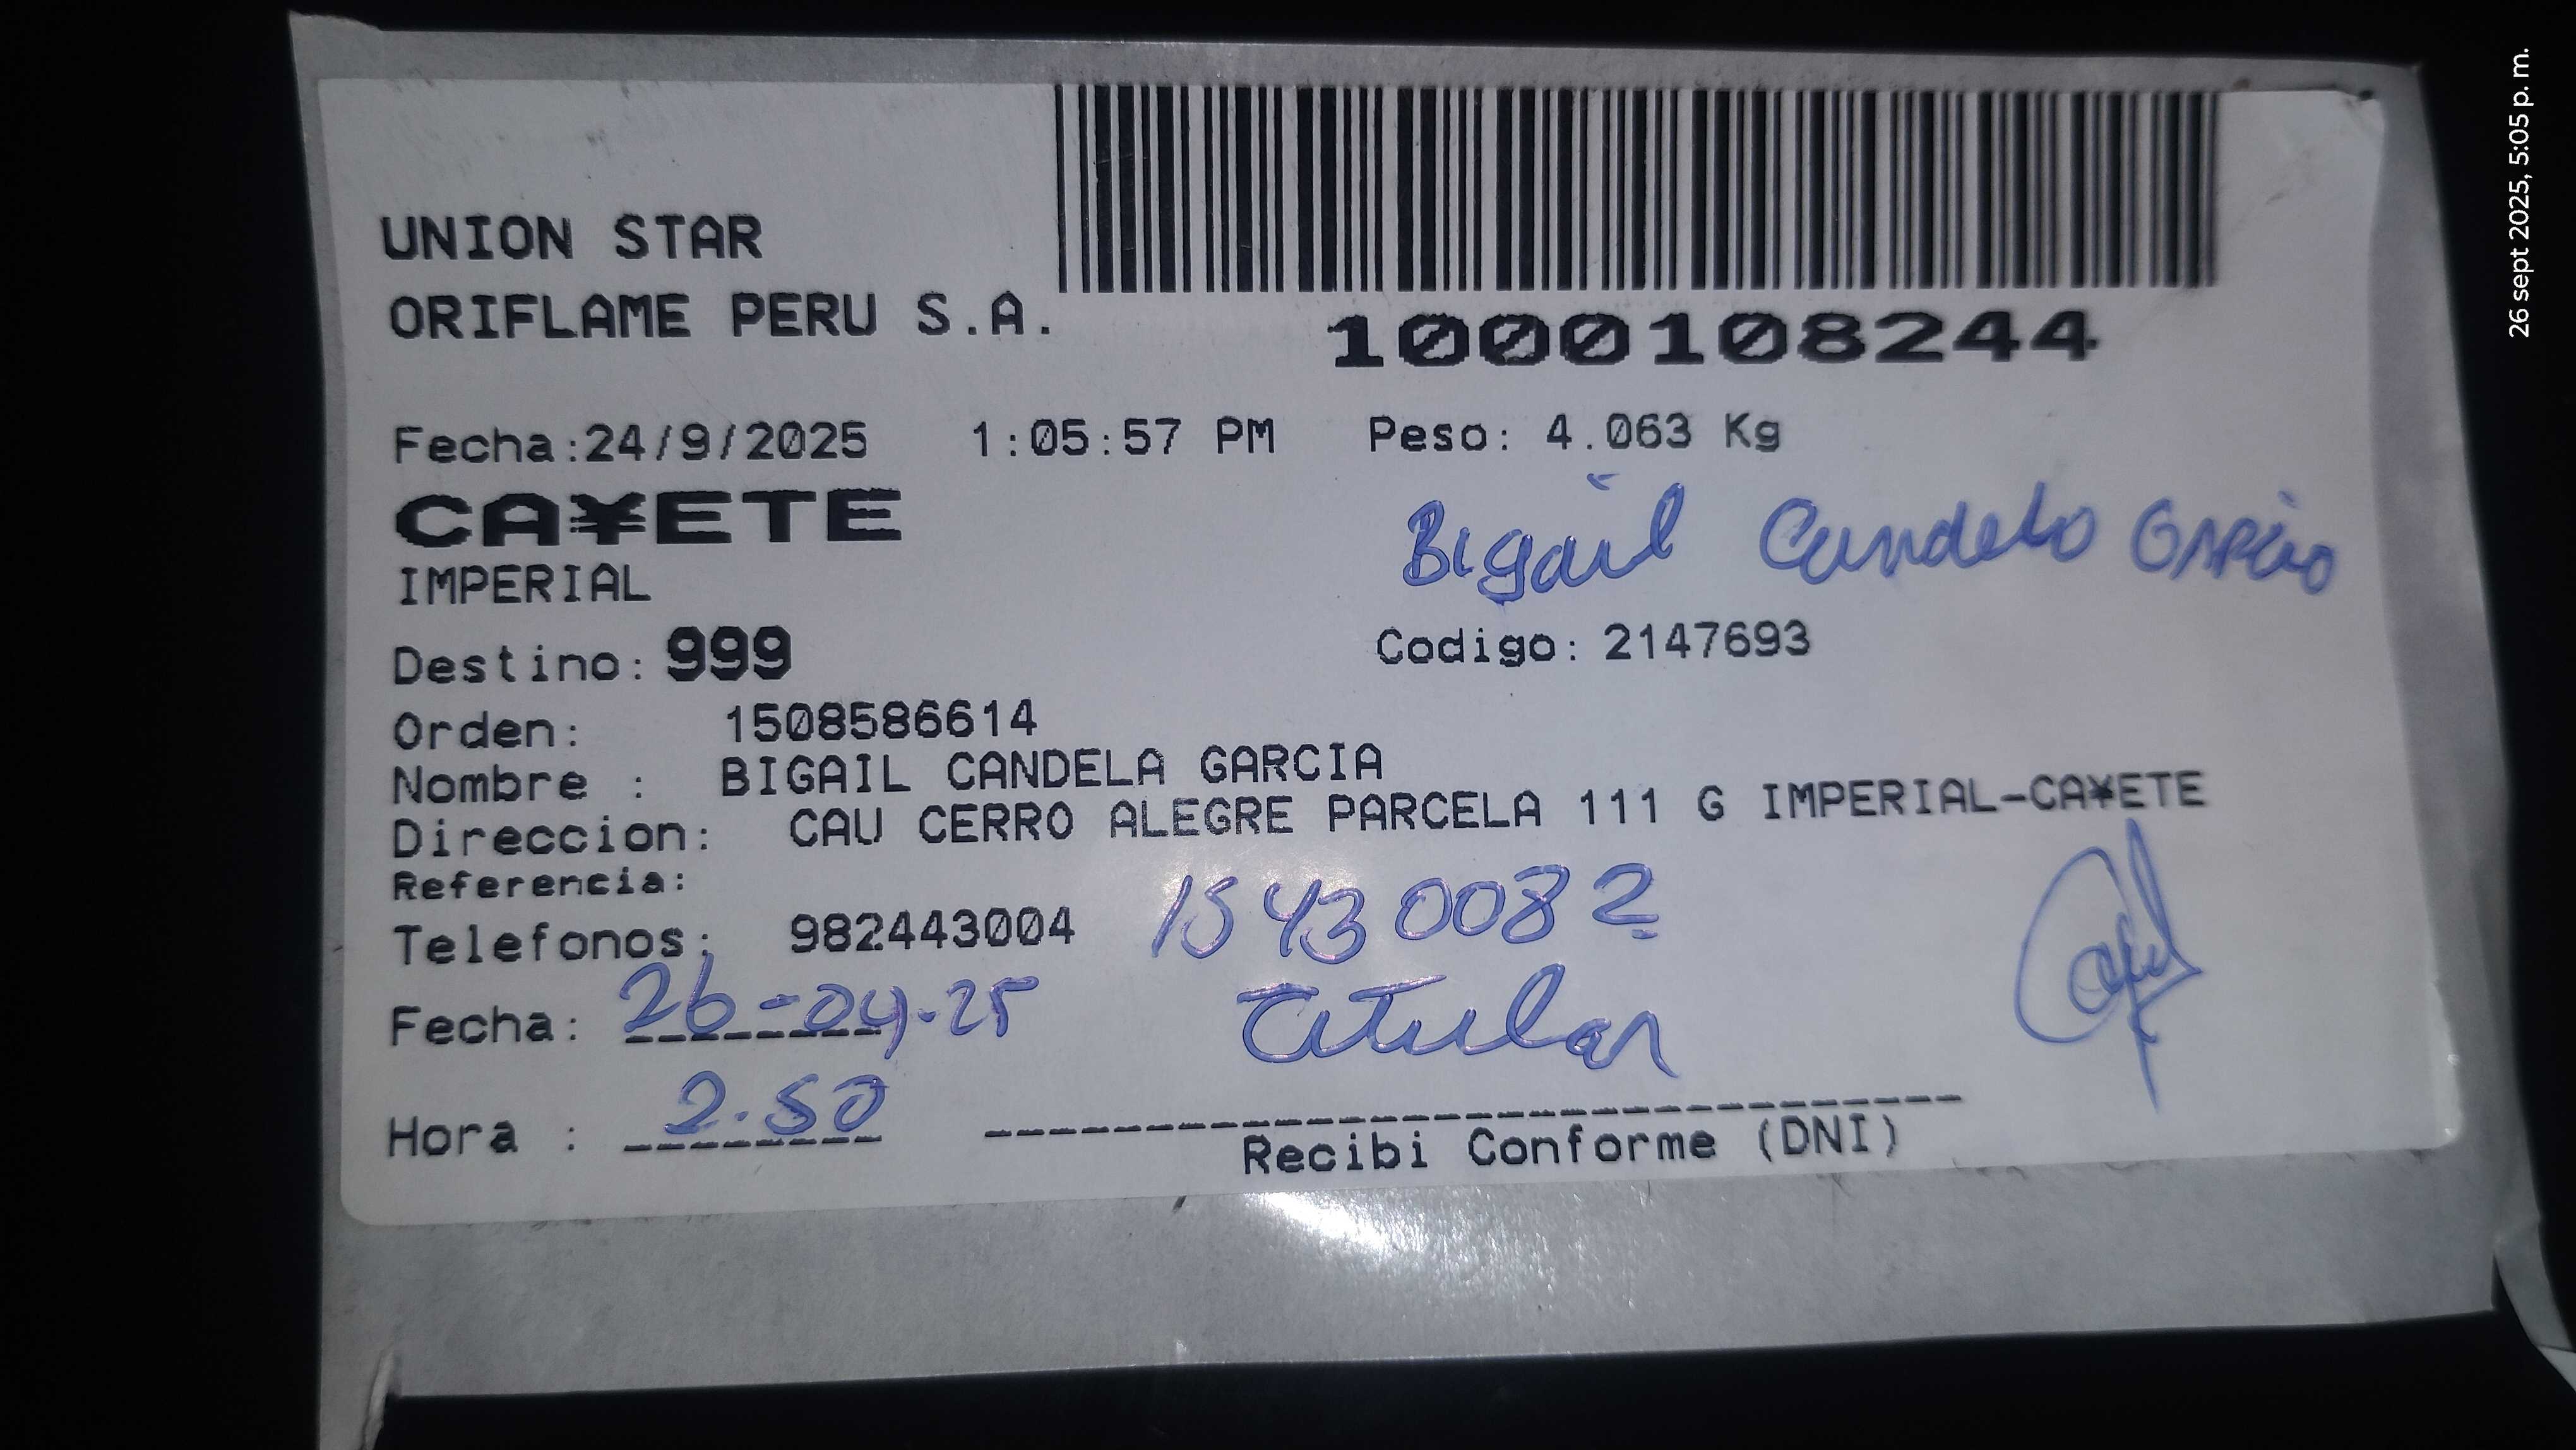 UNION STAR
ORIFLAME PERU S.A.
1000108244
Fecha:24/9/2025 1:05:57 PM Peso: 4.063 Kg
CA¥ETE
IMPERIAL
Bigail Candela Garcia
Destino: 999 Codigo: 2147693
Orden: 1508586614
Nombre : BIGAIL CANDELA GARCIA
Direccion: CAU CERRO ALEGRE PARCELA 111 G IMPERIAL-CA¥ETE
Referencia:
Telefonos: 982443004 15430082
Fecha: 26-04-25 titular
Hora : 2.50
Recibi Conforme (DNI)
26 sept 2025, 5:05 p. m.